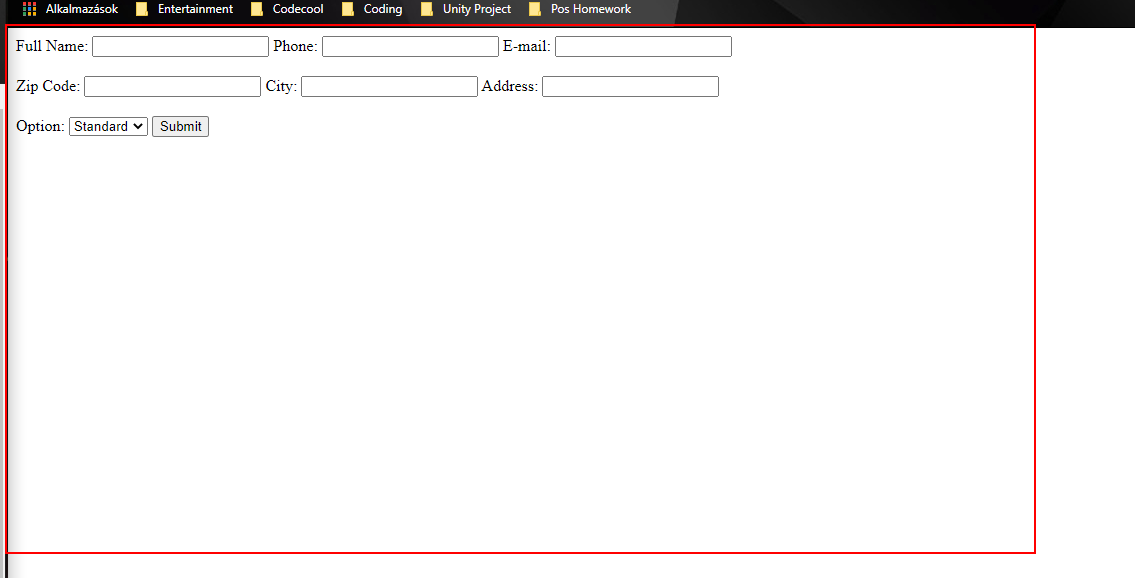 Alkalmazások Entertainment Codecool Coding Unity Project Pos Homework
Full Name: Phone: E-mail:
Zip Code: City: Address:
Option: Standard Submit